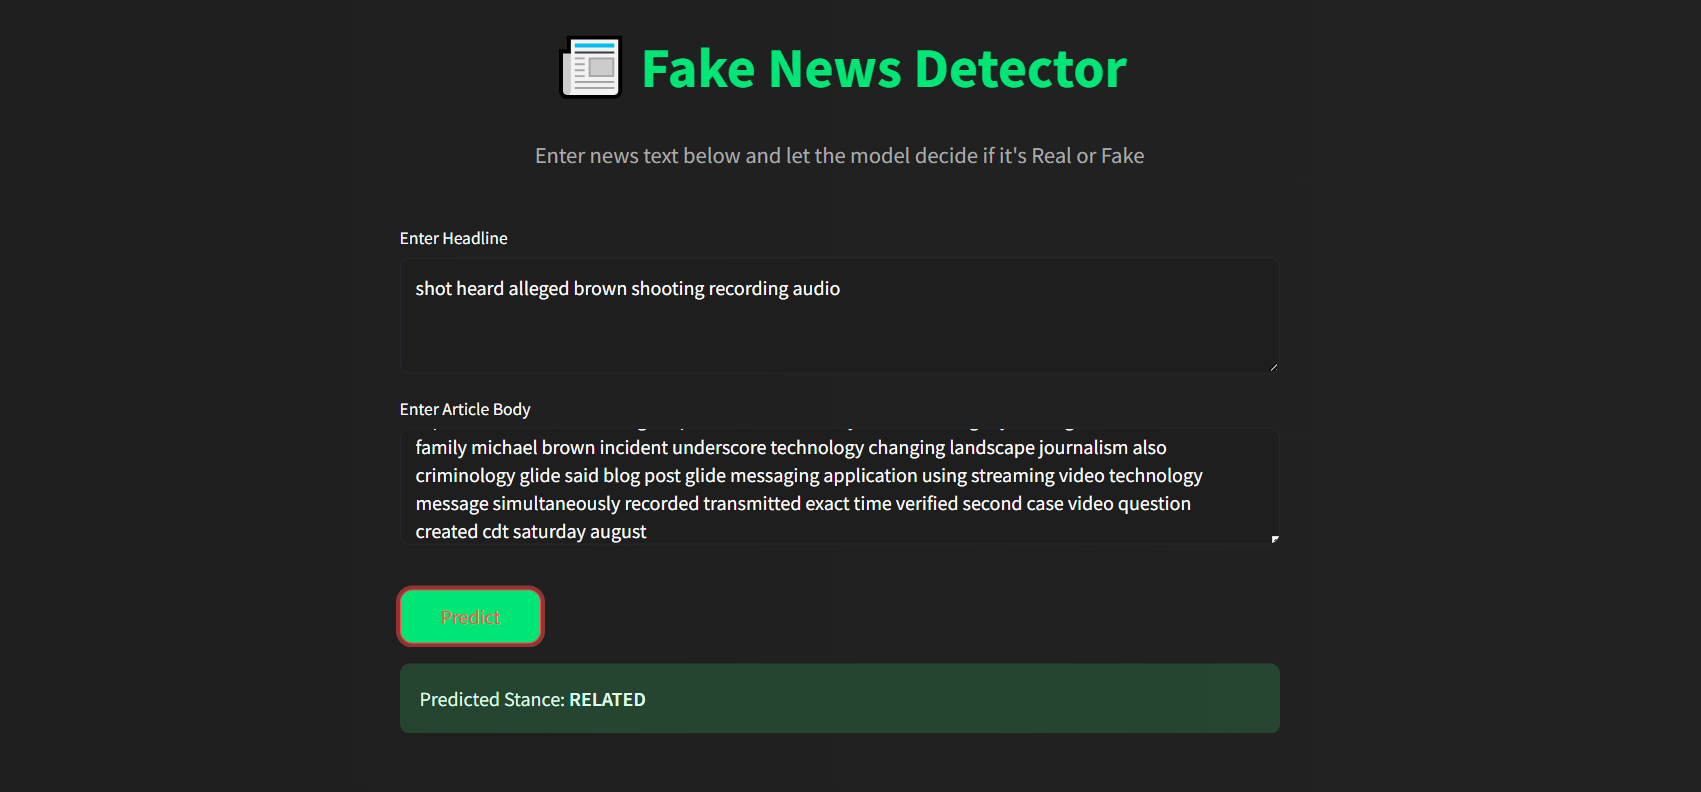 Fake News Detector
Enter news text below and let the model decide if it's Real or Fake
Enter Headline
shot heard alleged brown shooting recording audio
Enter Article Body
family michael brown incident underscore technology changing landscape journalism also
criminology glide said blog post glide messaging application using streaming video technology
message simultaneously recorded transmitted exact time verified second case video question
created cdt saturday august
Predict
Predicted Stance: RELATED